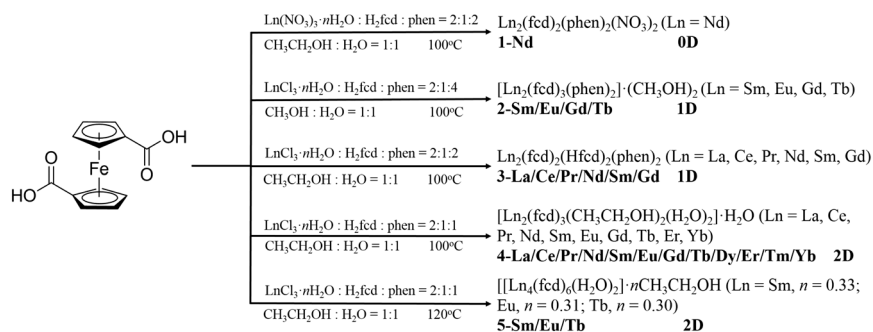 Ln(NO₃)₃·nH₂O : H₂fcd : phen = 2:1:2
CH₃CH₂OH : H₂O = 1:1 100°C
Ln₂(fcd)₂(phen)₂(NO₃)₂ (Ln = Nd)
1-Nd 0D
LnCl₃·nH₂O : H₂fcd : phen = 2:1:4
CH₃OH : H₂O = 1:1 100°C
[Ln₂(fcd)₃(phen)₂]·(CH₃OH)₂ (Ln = Sm, Eu, Gd, Tb)
2-Sm/Eu/Gd/Tb 1D
O
OH
Fe
O
HO
LnCl₃·nH₂O : H₂fcd : phen = 2:1:2
CH₃CH₂OH : H₂O = 1:1 100°C
Ln₂(fcd)₂(Hfcd)₂(phen)₂ (Ln = La, Ce, Pr, Nd, Sm, Gd)
3-La/Ce/Pr/Nd/Sm/Gd 1D
LnCl₃·nH₂O : H₂fcd : phen = 2:1:1
CH₃CH₂OH : H₂O = 1:1 100°C
[Ln₂(fcd)₃(CH₃CH₂OH)₂(H₂O)₂]·H₂O (Ln = La, Ce,
Pr, Nd, Sm, Eu, Gd, Tb, Er, Yb)
4-La/Ce/Pr/Nd/Sm/Eu/Gd/Tb/Dy/Er/Tm/Yb 2D
LnCl₃·nH₂O : H₂fcd : phen = 2:1:1
CH₃CH₂OH : H₂O = 1:1 120°C
[[Ln₄(fcd)₆(H₂O)₂]·nCH₃CH₂OH (Ln = Sm, n = 0.33;
Eu, n = 0.31; Tb, n = 0.30)
5-Sm/Eu/Tb 2D